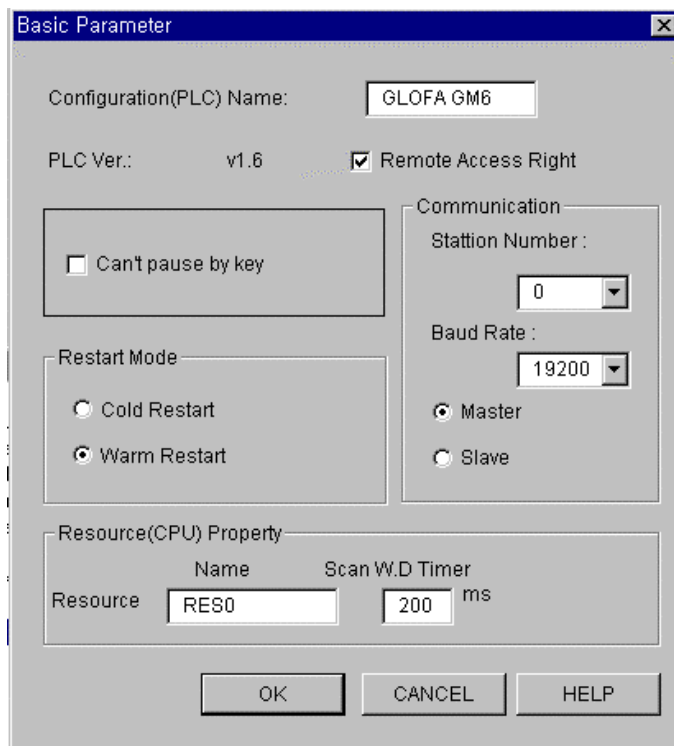 Basic Parameter
Configuration(PLC) Name: GLOFA GM6
PLC Ver.: v1.6 Remote Access Right
Can't pause by key
Communication
Stattion Number :
0
Baud Rate :
19200
Master
Slave
Restart Mode
Cold Restart
Warm Restart
Resource(CPU) Property
Name Scan W.D Timer
Resource RES0 200 ms
OK CANCEL HELP